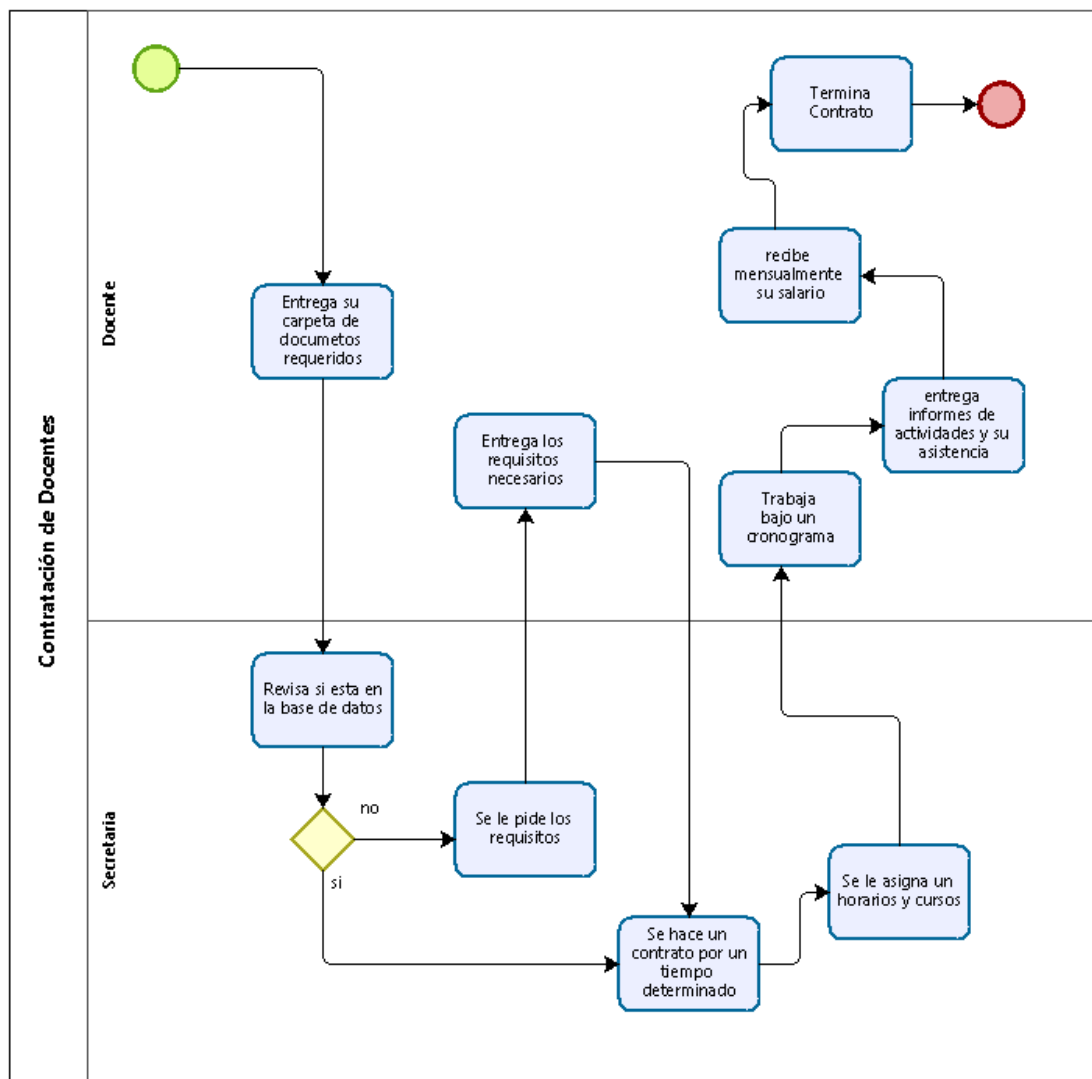 Contratación de Docentes
Docente
Entrega su
carpeta de
documetos
requeridos
Entrega los
requisitos
necesarios
Termina
Contrato
recibe
mensualmente
su salario
entrega
informes de
actividades y su
asistencia
Trabaja
bajo un
cronograma
Secretaria
Revisa si esta en
la base de datos
no
si
Se le pide los
requisitos
Se hace un
contrato por un
tiempo
determinado
Se le asigna un
horarios y cursos